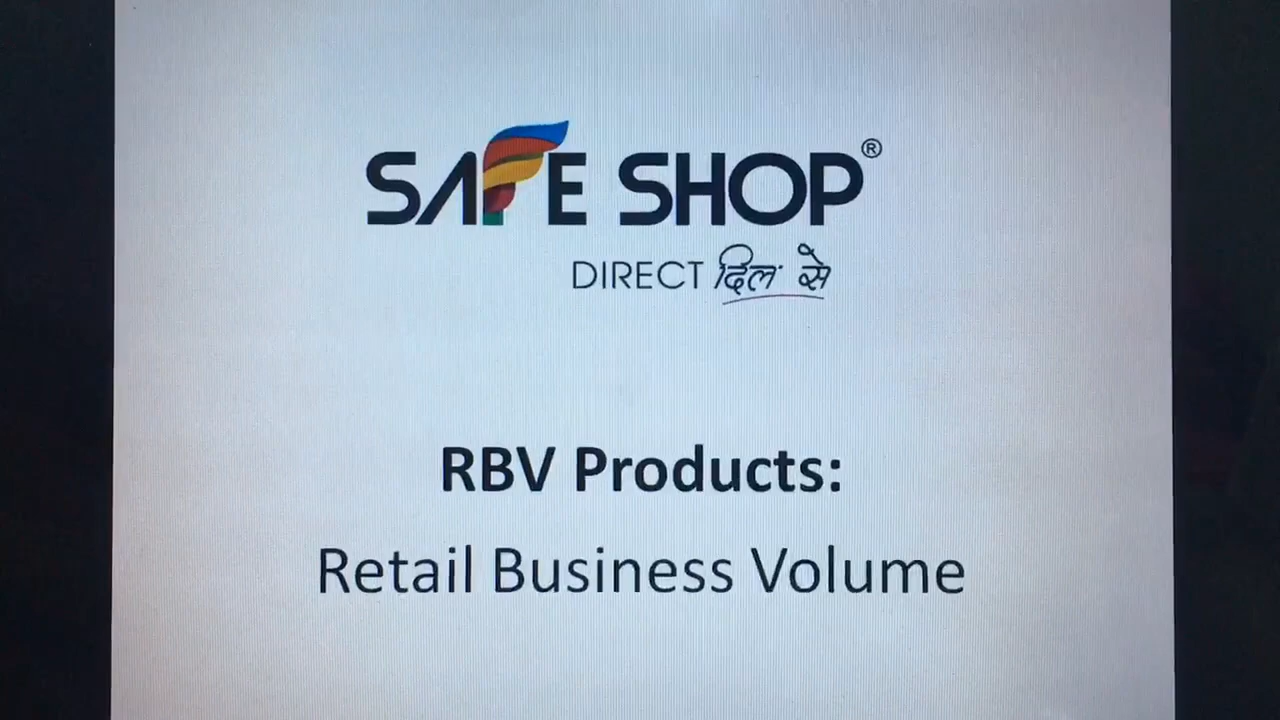 SAFE SHOP®
DIRECT दिल से
RBV Products:
Retail Business Volume